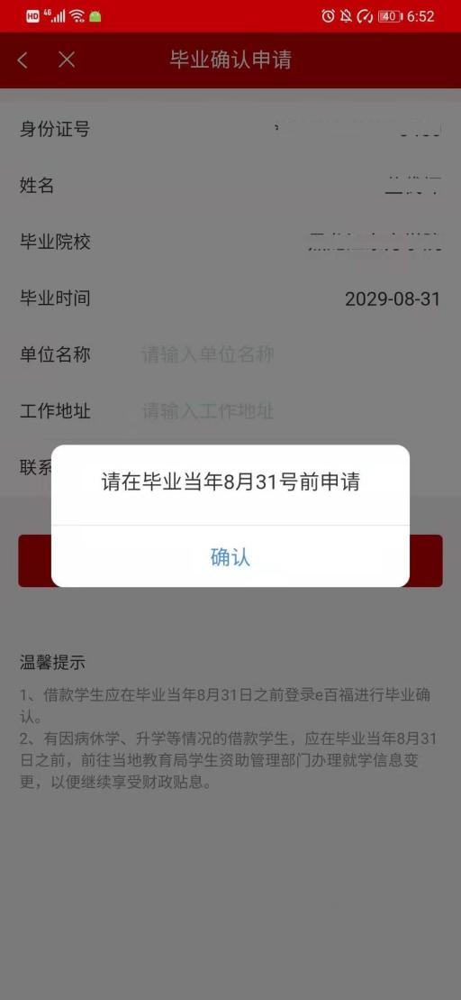 HD 4G 40 6:52
毕业确认申请
身份证号
姓名
毕业院校
毕业时间 2029-08-31
单位名称 请输入单位名称
工作地址 请输入工作地址
联系
请在毕业当年8月31号前申请
确认
温馨提示
1、借款学生应在毕业当年8月31日之前登录e百福进行毕业确
认。
2、有因病休学、升学等情况的借款学生，应在毕业当年8月31
日之前，前往当地教育局学生资助管理部门办理就学信息变
更，以便继续享受财政贴息。